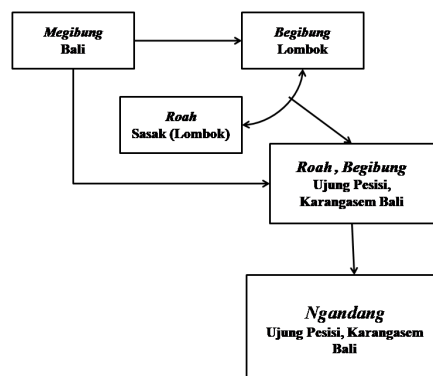 Megibung
Bali
Begibung
Lombok
Roah
Sasak (Lombok)
Roah , Begibung
Ujung Pesisi,
Karangasem Bali
Ngandang
Ujung Pesisi, Karangasem
Bali